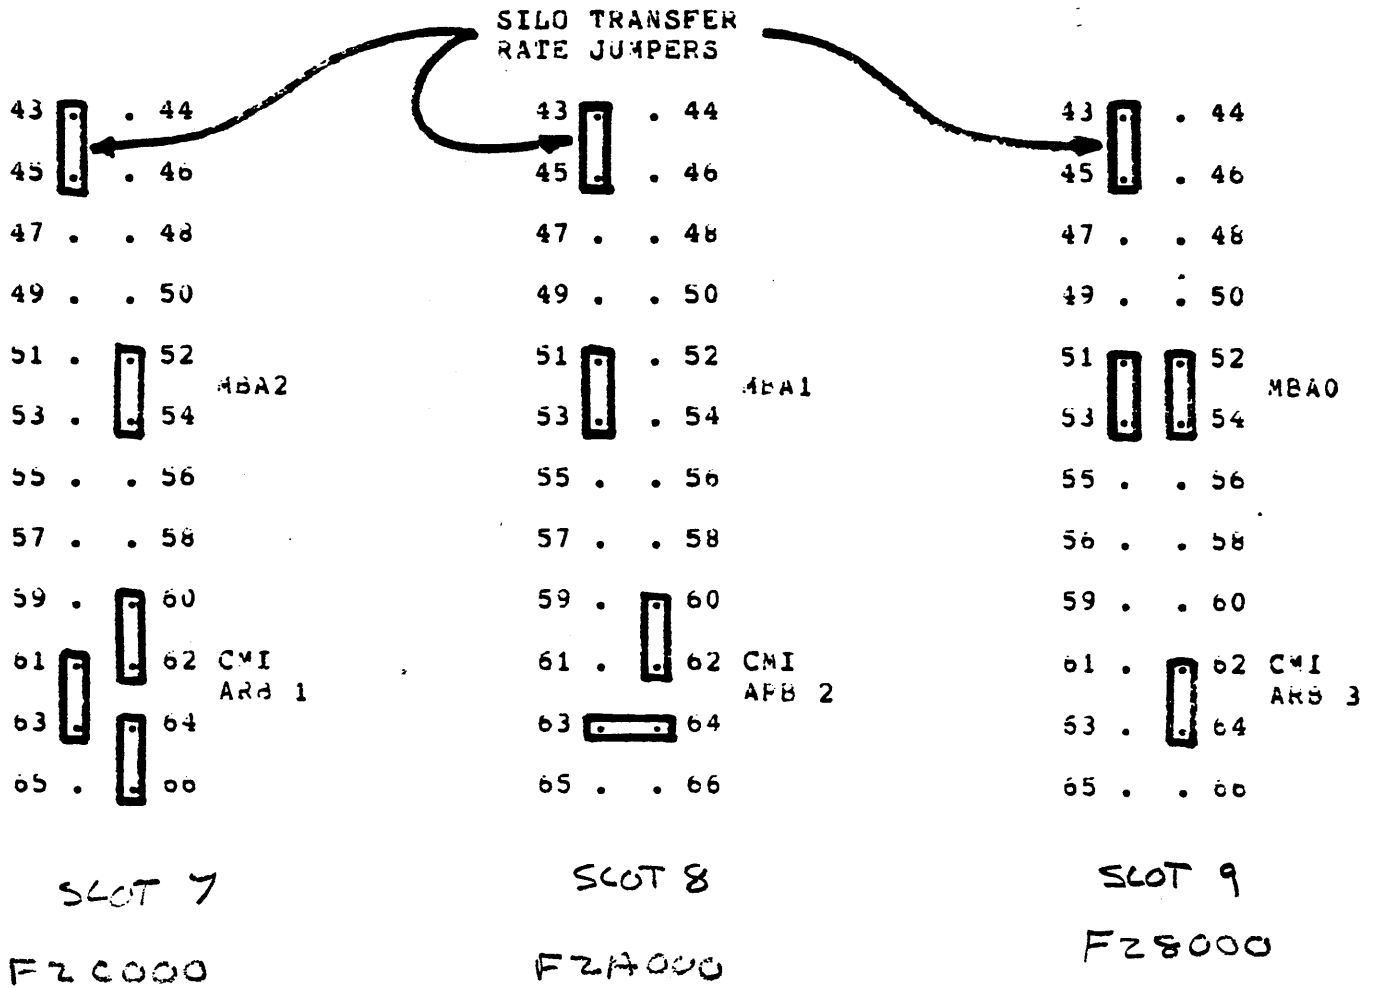 SILO TRANSFER
RATE JUMPERS
43 . . 44 43 . . 44 43 . . 44
45 . . 46 45 . . 46 45 . . 46
47 . . 48 47 . . 48 47 . . 48
49 . . 50 49 . . 50 49 . . 50
51 . . 52 51 . . 52 51 . . 52
MBA2 MBA1 MBA0
53 . . 54 53 . . 54 53 . . 54
55 . . 56 55 . . 56 55 . . 56
57 . . 58 57 . . 58 56 . . 58
59 . . 60 59 . . 60 59 . . 60
61 . . 62 CMI 61 . . 62 CMI 61 . . 62 CMI
ARB 1 ARB 2 ARB 3
63 . . 64 63 . . 64 63 . . 64
65 . . 66 65 . . 66 65 . . 66
SLOT 7 SLOT 8 SLOT 9
F2C000 F2A000 F28000